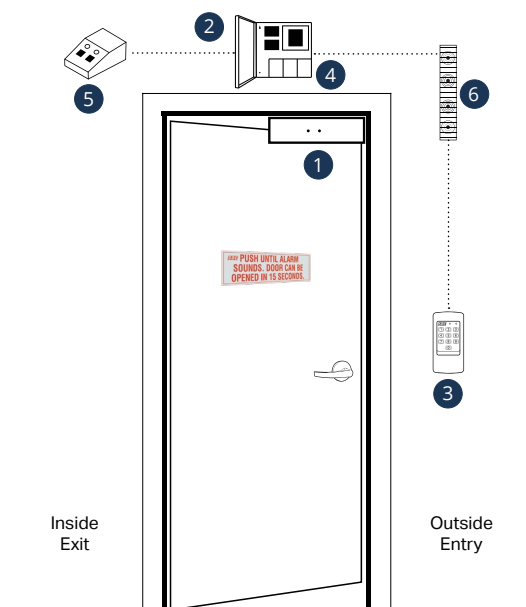 2
4
5
6
1
PUSH UNTIL ALARM
SOUNDS. DOOR CAN BE
OPENED IN 15 SECONDS.
3
Inside
Exit
Outside
Entry